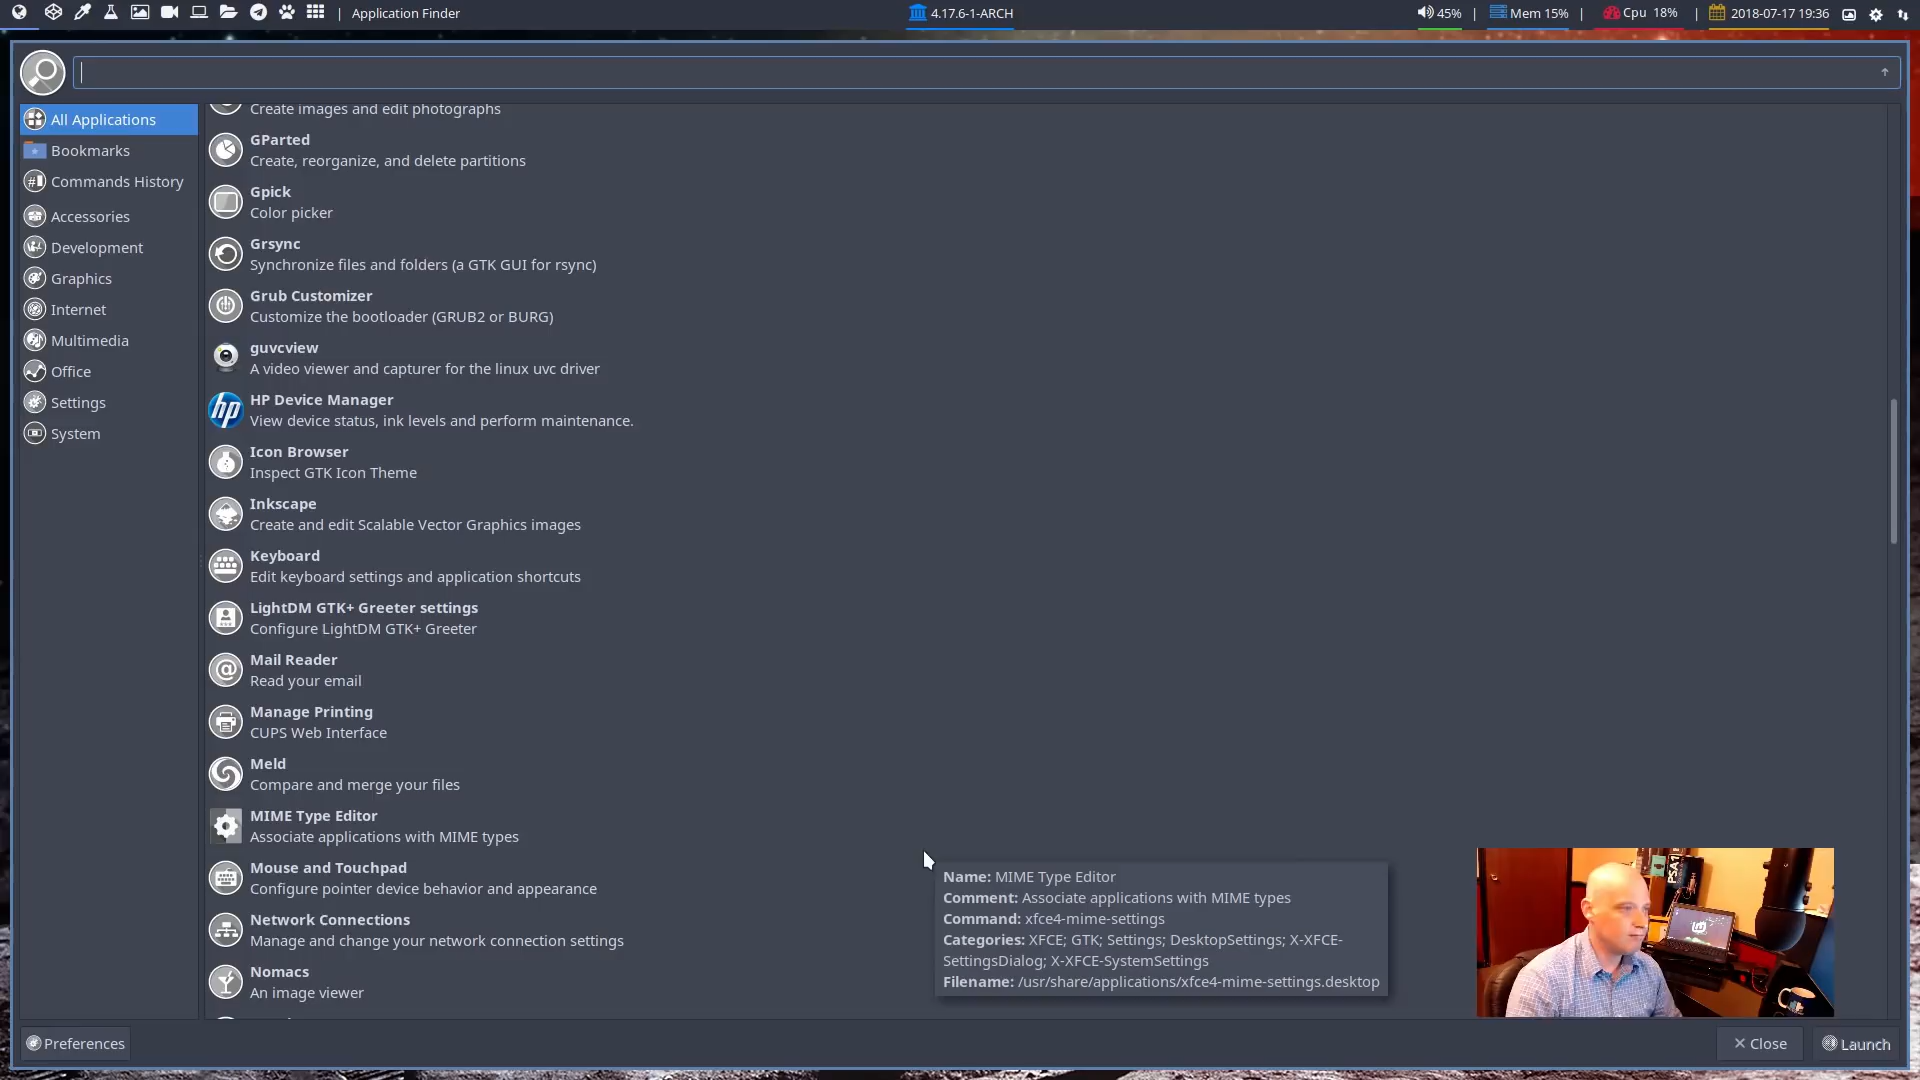 | Application Finder
4.17.6-1-ARCH
45% | Mem 15% | Cpu 18% | 2018-07-17 19:36
All Applications
Bookmarks
Commands History
Accessories
Development
Graphics
Internet
Multimedia
Office
Settings
System
Create images and edit photographs
GParted
Create, reorganize, and delete partitions
Gpick
Color picker
Grsync
Synchronize files and folders (a GTK GUI for rsync)
Grub Customizer
Customize the bootloader (GRUB2 or BURG)
guvcview
A video viewer and capturer for the linux uvc driver
hp
HP Device Manager
View device status, ink levels and perform maintenance.
Icon Browser
Inspect GTK Icon Theme
Inkscape
Create and edit Scalable Vector Graphics images
Keyboard
Edit keyboard settings and application shortcuts
LightDM GTK+ Greeter settings
Configure LightDM GTK+ Greeter
Mail Reader
Read your email
Manage Printing
CUPS Web Interface
Meld
Compare and merge your files
MIME Type Editor
Associate applications with MIME types
Mouse and Touchpad
Configure pointer device behavior and appearance
Network Connections
Manage and change your network connection settings
Nomacs
An image viewer
Name: MIME Type Editor
Comment: Associate applications with MIME types
Command: xfce4-mime-settings
Categories: XFCE; GTK; Settings; DesktopSettings; X-XFCE-
SettingsDialog; X-XFCE-SystemSettings
Filename: /usr/share/applications/xfce4-mime-settings.desktop
PSA1
Preferences
Close
Launch